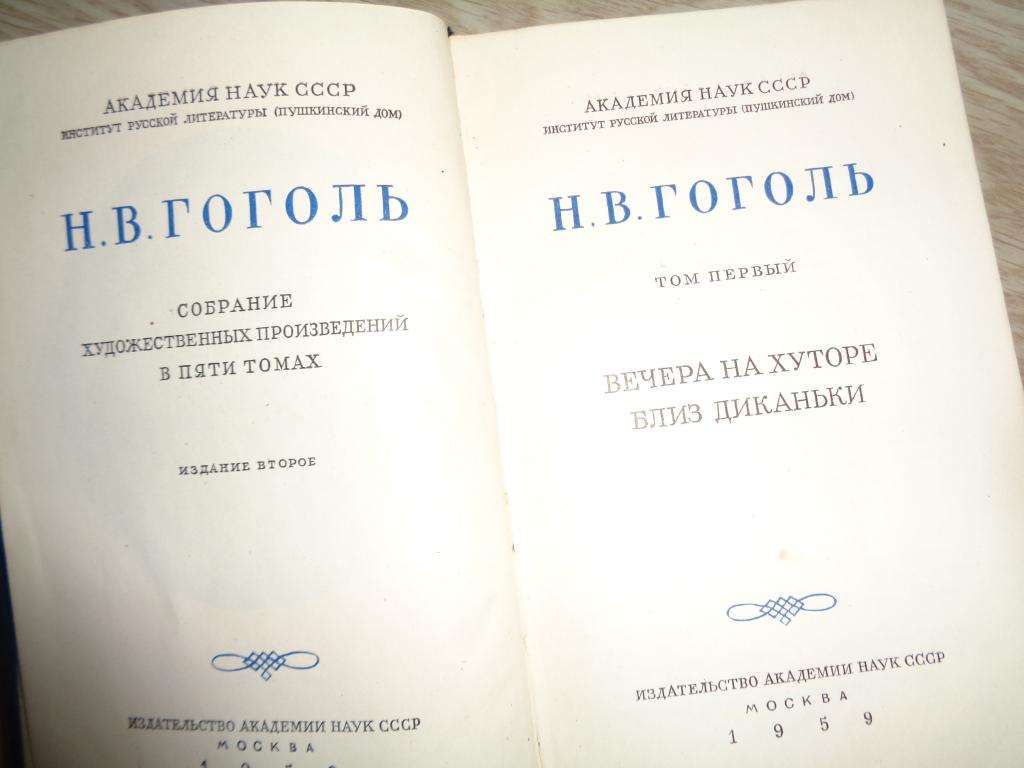 АКАДЕМИЯ НАУК СССР
ИНСТИТУТ РУССКОЙ ЛИТЕРАТУРЫ (ПУШКИНСКИЙ ДОМ)
Н. В. ГОГОЛЬ
СОБРАНИЕ
ХУДОЖЕСТВЕННЫХ ПРОИЗВЕДЕНИЙ
В ПЯТИ ТОМАХ
ИЗДАНИЕ ВТОРОЕ
ИЗДАТЕЛЬСТВО АКАДЕМИИ НАУК СССР
МОСКВА
АКАДЕМИЯ НАУК СССР
ИНСТИТУТ РУССКОЙ ЛИТЕРАТУРЫ (ПУШКИНСКИЙ ДОМ)
Н. В. ГОГОЛЬ
ТОМ ПЕРВЫЙ
ВЕЧЕРА НА ХУТОРЕ
БЛИЗ ДИКАНЬКИ
ИЗДАТЕЛЬСТВО АКАДЕМИИ НАУК СССР
МОСКВА
1959